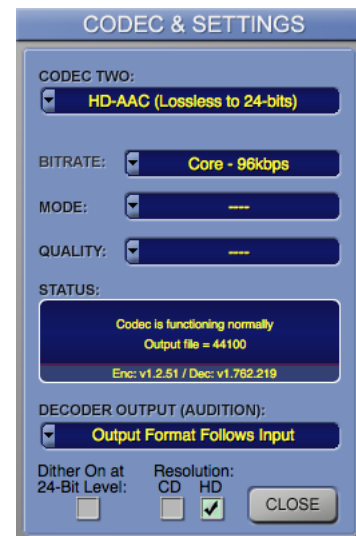 CODEC & SETTINGS
CODEC TWO:
HD-AAC (Lossless to 24-bits)
BITRATE: Core - 96kbps
MODE: ----
QUALITY: ----
STATUS:
Codec is functioning normally
Output file = 44100
Enc: v1.2.51 / Dec: v1.762.219
DECODER OUTPUT (AUDITION):
Output Format Follows Input
Dither On at Resolution:
24-Bit Level: CD HD
CLOSE